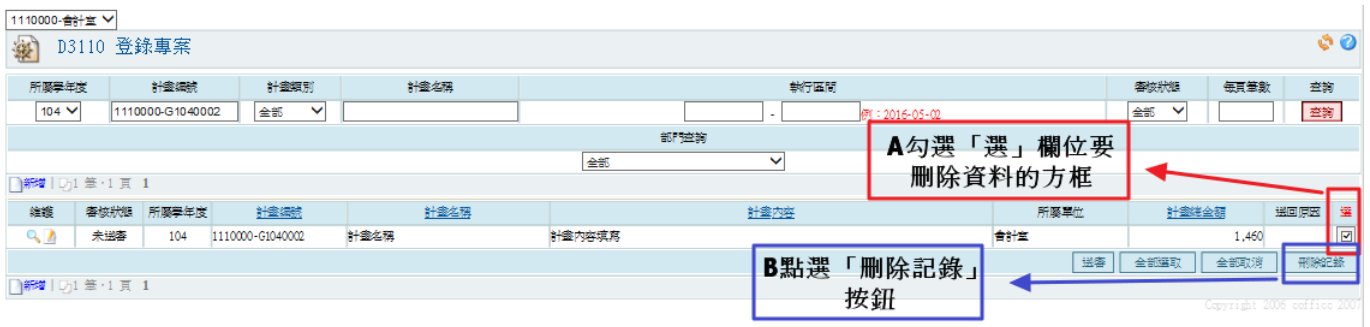 1110000-會計室
D3110 登錄專案
所屬學年度 計畫編號 計畫類別 計畫名稱 執行區間 審核狀態 每頁筆數 查詢
104 1110000-G1040002 全部 - 例：2016-05-02 全部 查詢
部門查詢
全部
A勾選「選」欄位要
刪除資料的方框
新增 | 1 筆‧1 頁 1
維護 審核狀態 所屬學年度 計畫編號 計畫名稱 計畫內容 所屬單位 計畫總金額 送回原因 選
未送審 104 1110000-G1040002 計畫名稱 計畫內容填寫 會計室 1,460
送審 全部選取 全部取消 刪除記錄
B點選「刪除記錄」
按鈕
新增 | 1 筆‧1 頁 1
Copyright 2006 coffice 2007